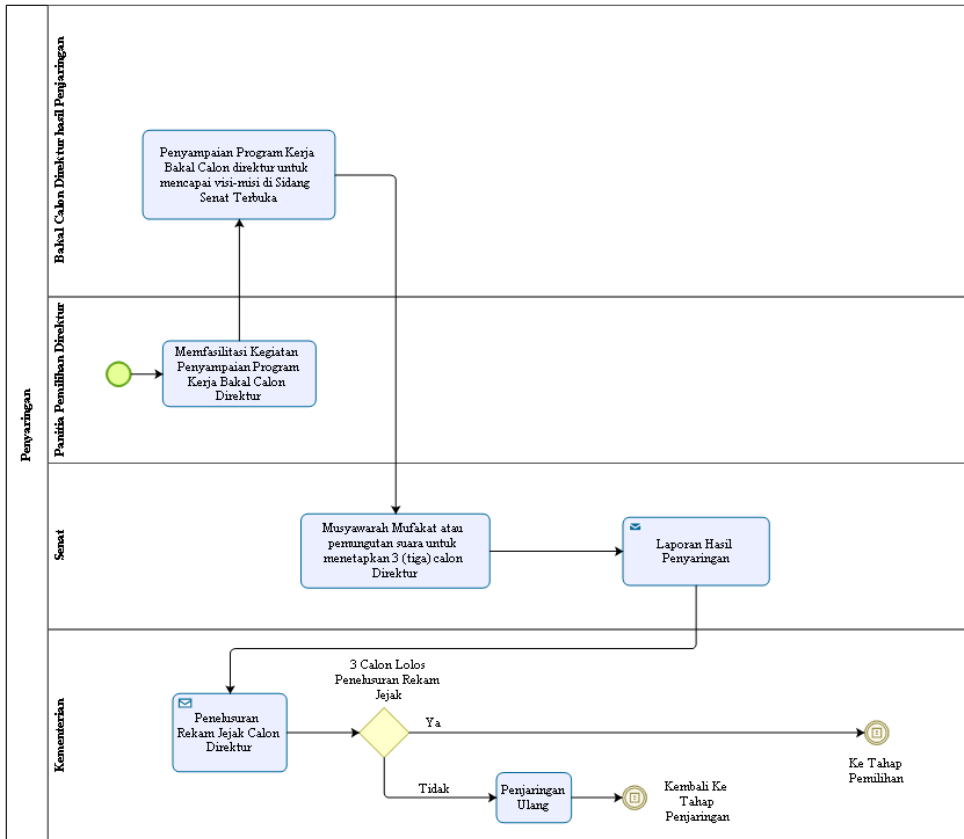 Penyaringan
Bakal Calon Direktur hasil Penjaringan
Penyampaian Program Kerja
Bakal Calon direktur untuk
mencapai visi-misi di Sidang
Senat Terbuka
Panitia Pemilihan Direktur
Memfasilitasi Kegiatan
Penyampaian Program
Kerja Bakal Calon
Direktur
Senat
Musyawarah Mufakat atau
pemungutan suara untuk
menetapkan 3 (tiga) calon
Direktur
Laporan Hasil
Penyaringan
Kementerian
Penelusuran
Rekam Jejak Calon
Direktur
3 Calon Lolos
Penelusuran Rekam
Jejak
Ya
Ke Tahap
Pemilihan
Tidak
Penjaringan
Ulang
Kembali Ke
Tahap
Penjaringan